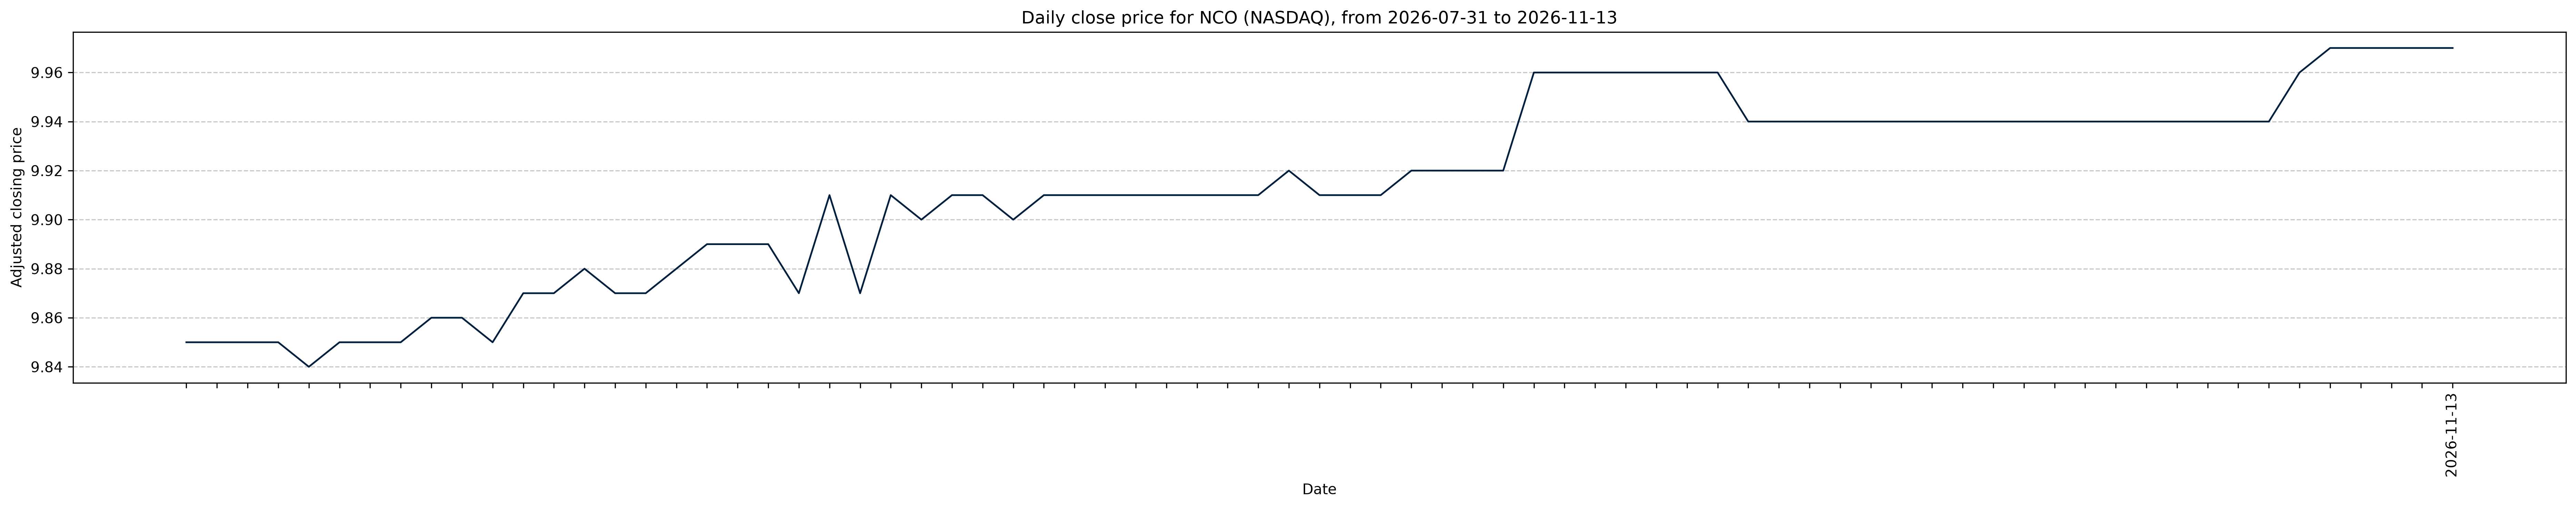 Daily close price for NCO (NASDAQ), from 2026-07-31 to 2026-11-13
Adjusted closing price
9.96
9.94
9.92
9.90
9.88
9.86
9.84
2026-11-13
Date